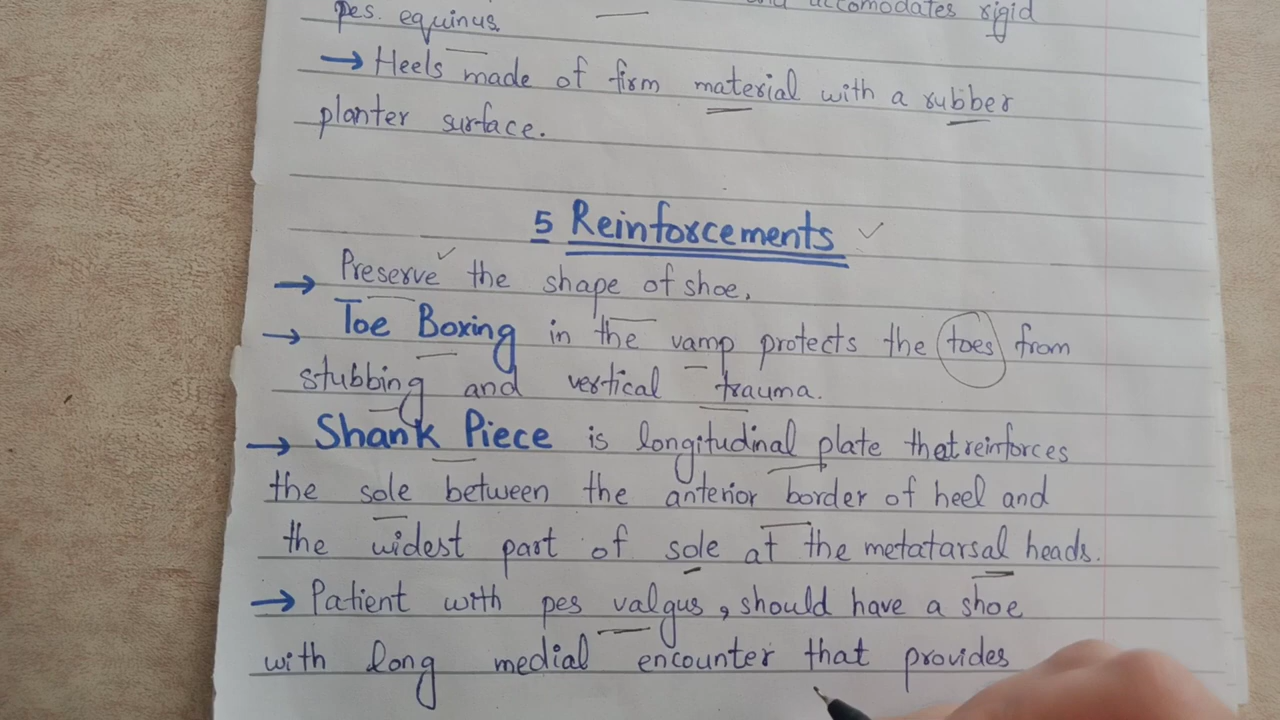 accomodates rigid
pes. equinus.
→ Heels made of firm material with a rubber
planter surface.
5 Reinforcements ✓
→ Preserve the shape of shoe.
→ Toe Boxing in the vamp protects the toes from
stubbing and vertical trauma.
→ Shank Piece is longitudinal plate that reinforces
the sole between the anterior border of heel and
the widest part of sole at the metatarsal heads.
→ Patient with pes valgus, should have a shoe
with long medial encounter that provides